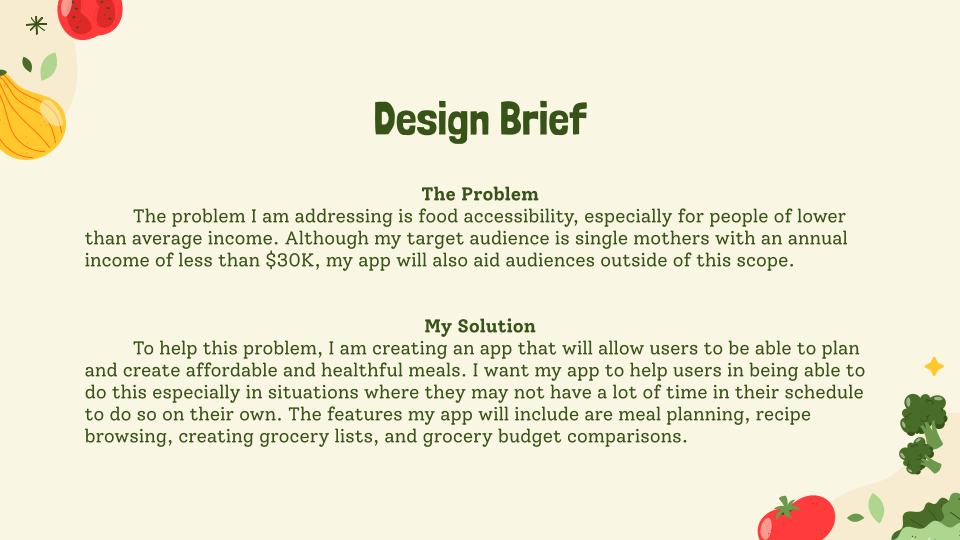 Design Brief
The Problem
The problem I am addressing is food accessibility, especially for people of lower
than average income. Although my target audience is single mothers with an annual
income of less than $30K, my app will also aid audiences outside of this scope.
My Solution
To help this problem, I am creating an app that will allow users to be able to plan
and create affordable and healthful meals. I want my app to help users in being able to
do this especially in situations where they may not have a lot of time in their schedule
to do so on their own. The features my app will include are meal planning, recipe
browsing, creating grocery lists, and grocery budget comparisons.